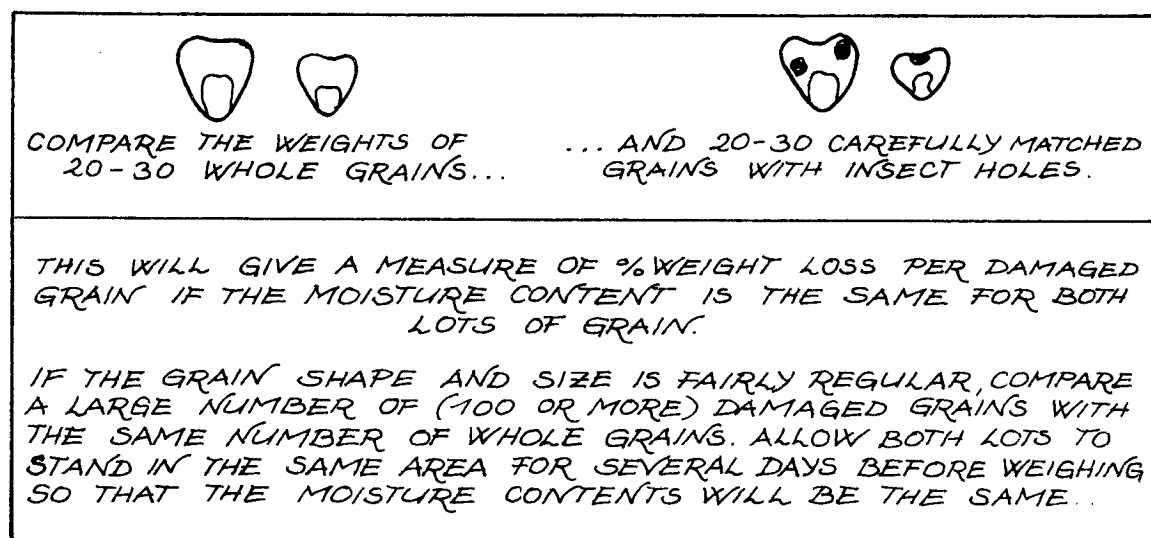 COMPARE THE WEIGHTS OF
20-30 WHOLE GRAINS...
... AND 20-30 CAREFULLY MATCHED
GRAINS WITH INSECT HOLES.
THIS WILL GIVE A MEASURE OF % WEIGHT LOSS PER DAMAGED
GRAIN IF THE MOISTURE CONTENT IS THE SAME FOR BOTH
LOTS OF GRAIN.
IF THE GRAIN SHAPE AND SIZE IS FAIRLY REGULAR, COMPARE
A LARGE NUMBER OF (100 OR MORE) DAMAGED GRAINS WITH
THE SAME NUMBER OF WHOLE GRAINS. ALLOW BOTH LOTS TO
STAND IN THE SAME AREA FOR SEVERAL DAYS BEFORE WEIGHING
SO THAT THE MOISTURE CONTENTS WILL BE THE SAME..